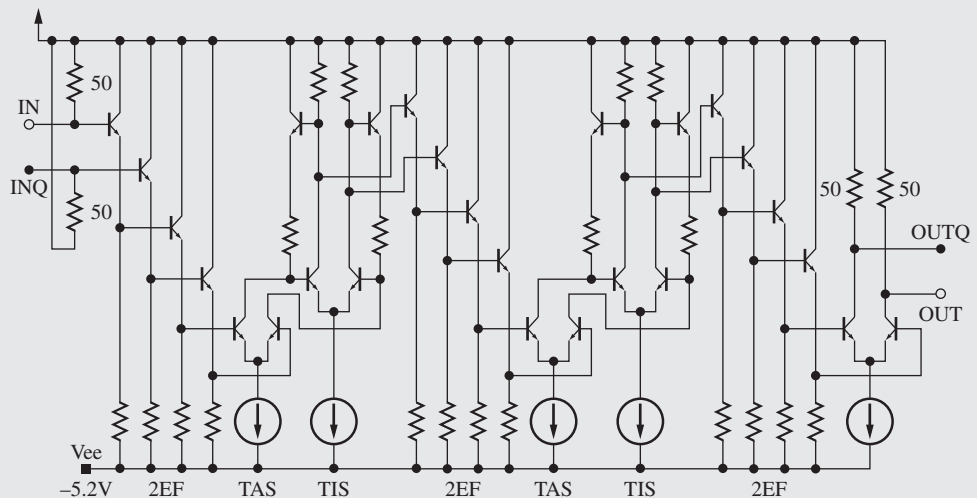 50
IN
INQ
50
50
50
OUTQ
OUT
Vee
–5.2V
2EF
TAS
TIS
2EF
TAS
TIS
2EF